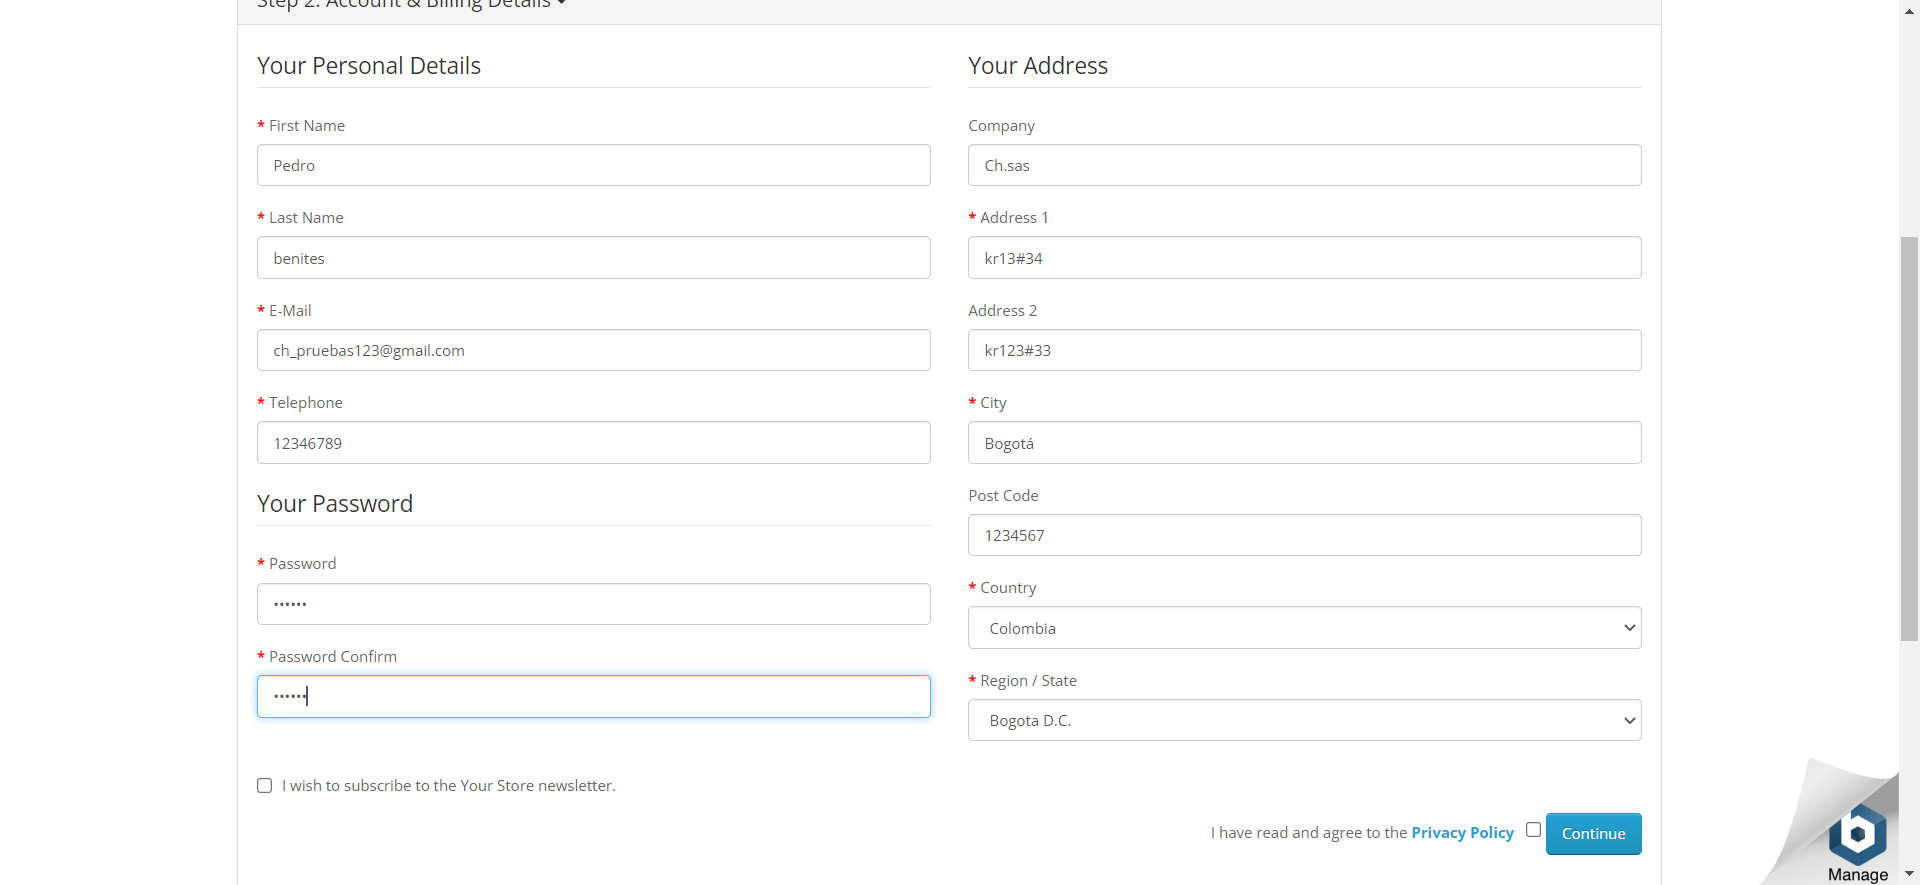 Step 2: Account & Billing Details
Your Personal Details
* First Name
Pedro
* Last Name
benites
* E-Mail
ch_pruebas123@gmail.com
* Telephone
12346789
Your Password
* Password
••••••
* Password Confirm
••••••
I wish to subscribe to the Your Store newsletter.
Your Address
Company
Ch.sas
* Address 1
kr13#34
Address 2
kr123#33
* City
Bogotá
Post Code
1234567
* Country
Colombia
* Region / State
Bogota D.C.
I have read and agree to the Privacy Policy
Continue
b
Manage